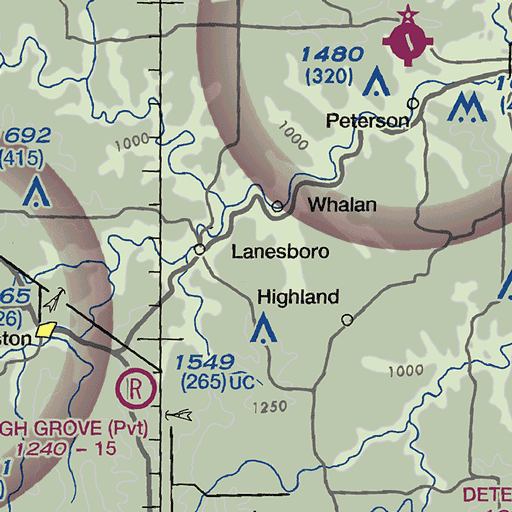 1480
(320)
Peterson
692
(415)
1000
1000
Whalan
Lanesboro
Highland
1549
(265) UC
1000
1250
R
GH GROVE (Pvt)
1240 - 15
65
26)
ston
1
DETE